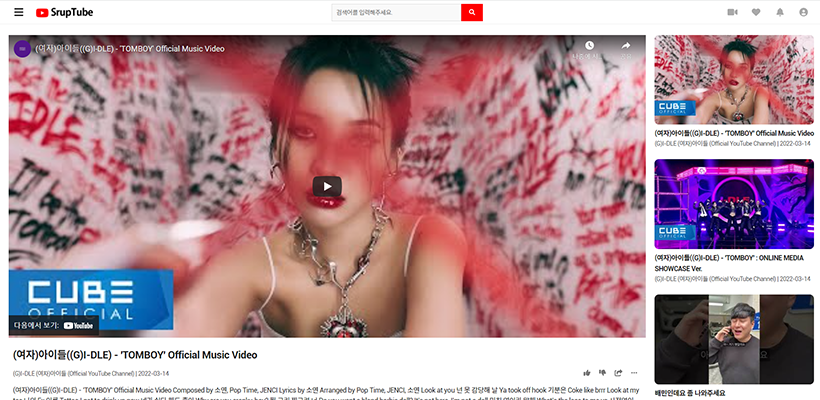 SrupTube
검색어를 입력해주세요
(여자)아이들((G)I-DLE) - 'TOMBOY' Official Music Video
CUBE
OFFICIAL
다음에서 보기: YouTube
(여자)아이들((G)I-DLE) - 'TOMBOY' Official Music Video
(G)I-DLE (여자)아이들 (Official YouTube Channel) | 2022-03-14
(여자)아이들((G)I-DLE) - 'TOMBOY' Official Music Video Composed by 소연, Pop Time, JENCI Lyrics by 소연 Arranged by Pop Time, JENCI, 소연 Look at you 넌 못 감당해 날 Ya took off hook 기분은 Coke like brrr Look at my
CUBE
OFFICIAL
(여자)아이들((G)I-DLE) - 'TOMBOY' Official Music Video
(G)I-DLE (여자)아이들 (Official YouTube Channel) | 2022-03-14
CUBE
OFFICIAL
(여자)아이들((G)I-DLE) - 'TOMBOY' : ONLINE MEDIA
SHOWCASE Ver.
(G)I-DLE (여자)아이들 (Official YouTube Channel) | 2022-03-14
배민인데요 좀 나와주세요